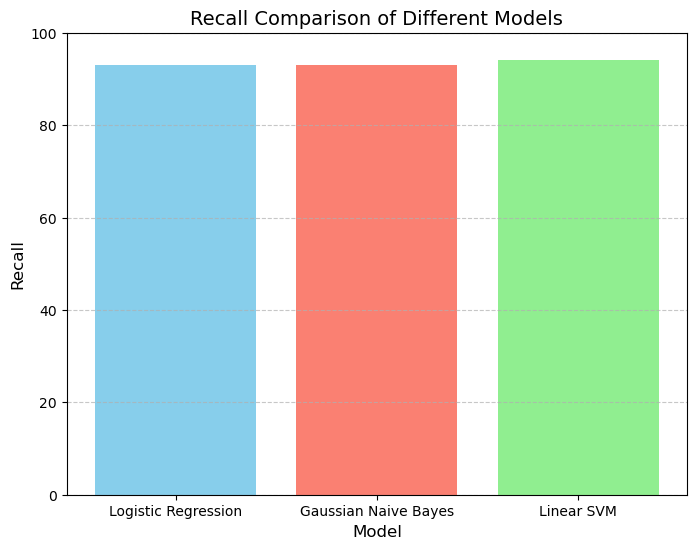 Recall Comparison of Different Models
100
80
60
40
20
0
Recall
Logistic Regression Gaussian Naive Bayes Linear SVM
Model